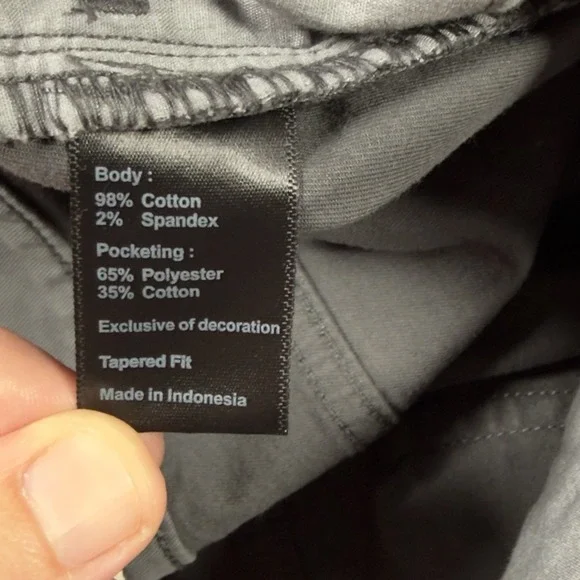 Body :
98% Cotton
2% Spandex
Pocketing :
65% Polyester
35% Cotton
Exclusive of decoration
Tapered Fit
Made in Indonesia